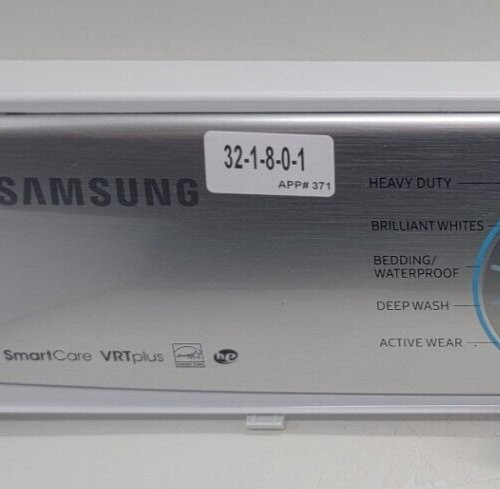 SAMSUNG
32-1-8-0-1
APP# 371
HEAVY DUTY
BRILLIANT WHITES
BEDDING/
WATERPROOF
DEEP WASH
ACTIVE WEAR
SmartCare VRTplus he